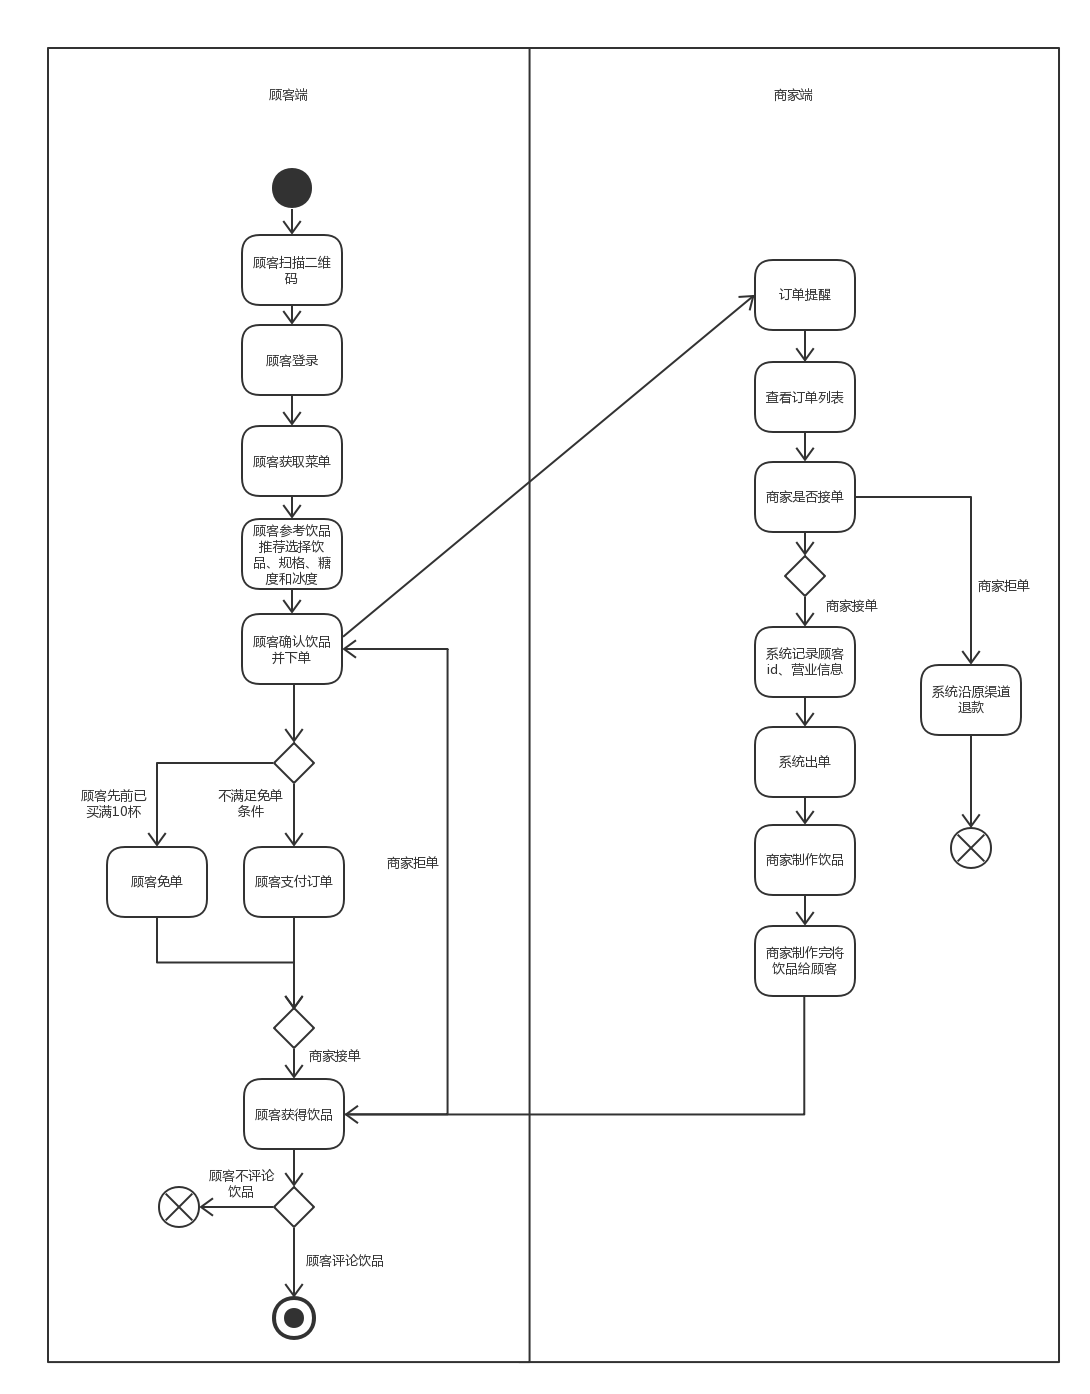 顾客端
顾客扫描二维
码
顾客登录
顾客获取菜单
顾客参考饮品
推荐选择饮
品、规格、糖
度和冰度
顾客确认饮品
并下单
顾客先前已
买满10杯
不满足免单
条件
顾客免单
顾客支付订单
商家拒单
商家接单
顾客获得饮品
顾客不评论
饮品
顾客评论饮品
商家端
订单提醒
查看订单列表
商家是否接单
商家接单
商家拒单
系统记录顾客
id、营业信息
系统沿原渠道
退款
系统出单
商家制作饮品
商家制作完将
饮品给顾客